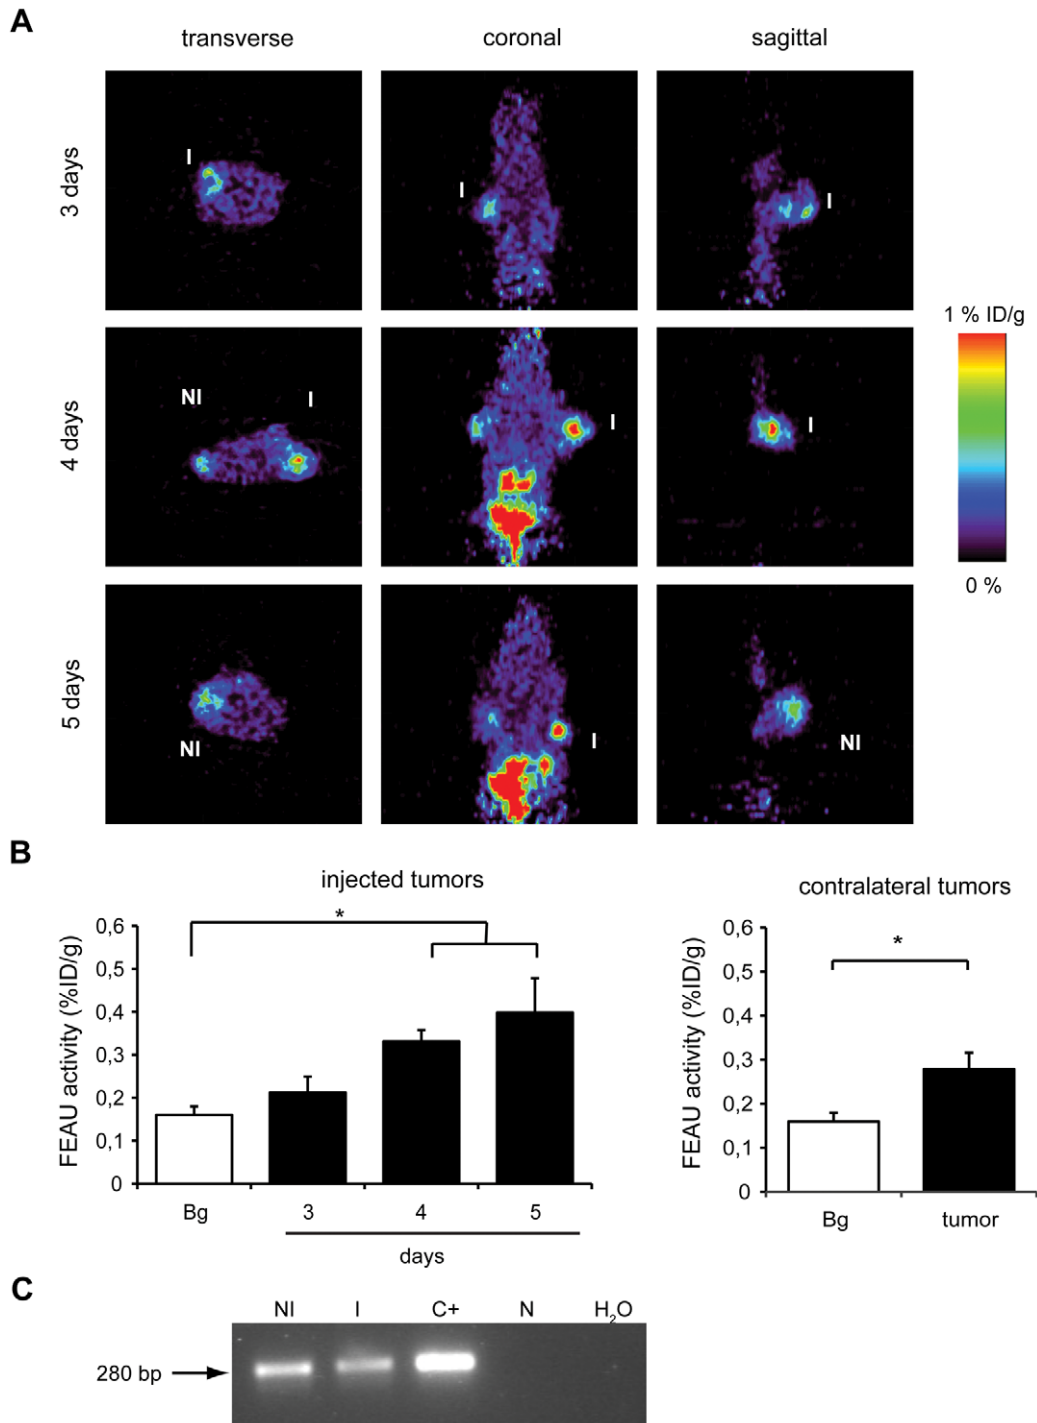 A
transverse
coronal
sagittal
3 days
I
I
I
4 days
NI
I
I
I
1 % ID/g
0 %
5 days
NI
I
NI
B
injected tumors
FEAU activity (%ID/g)
*
0,6
0,5
0,4
0,3
0,2
0,1
0
Bg
3
4
5
days
contralateral tumors
FEAU activity (%ID/g)
*
0,6
0,5
0,4
0,3
0,2
0,1
0
Bg
tumor
C
NI I C+ N H₂O
280 bp